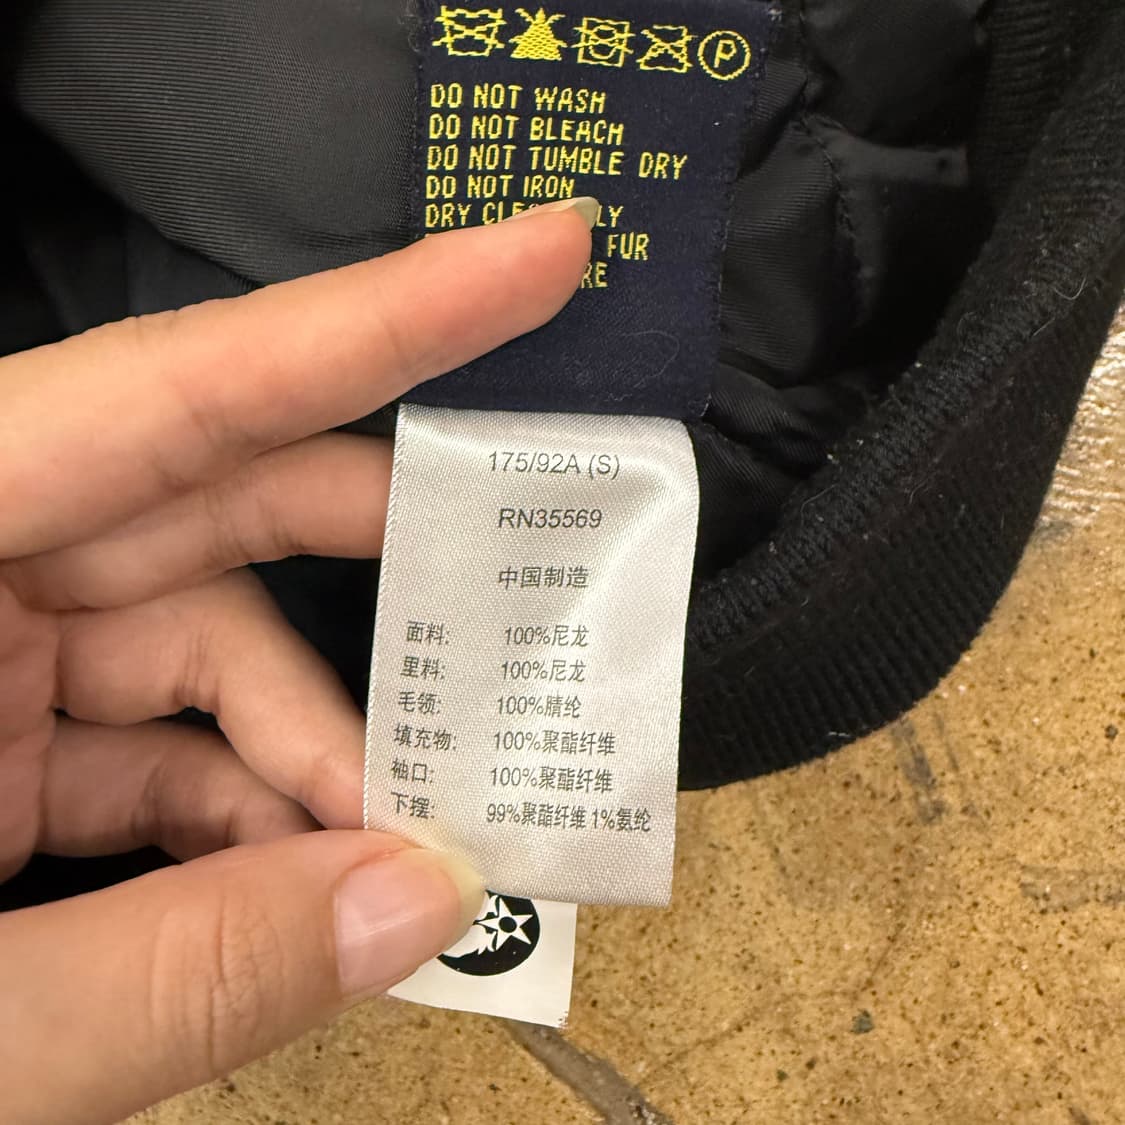 P
DO NOT WASH
DO NOT BLEACH
DO NOT TUMBLE DRY
DO NOT IRON
DRY
FUR
175/92A (S)
RN35569
中国制造
面料: 100%尼龙
里料: 100%尼龙
毛领: 100%腈纶
填充物: 100%聚酯纤维
袖口: 100%聚酯纤维
下摆: 99%聚酯纤维 1%氨纶